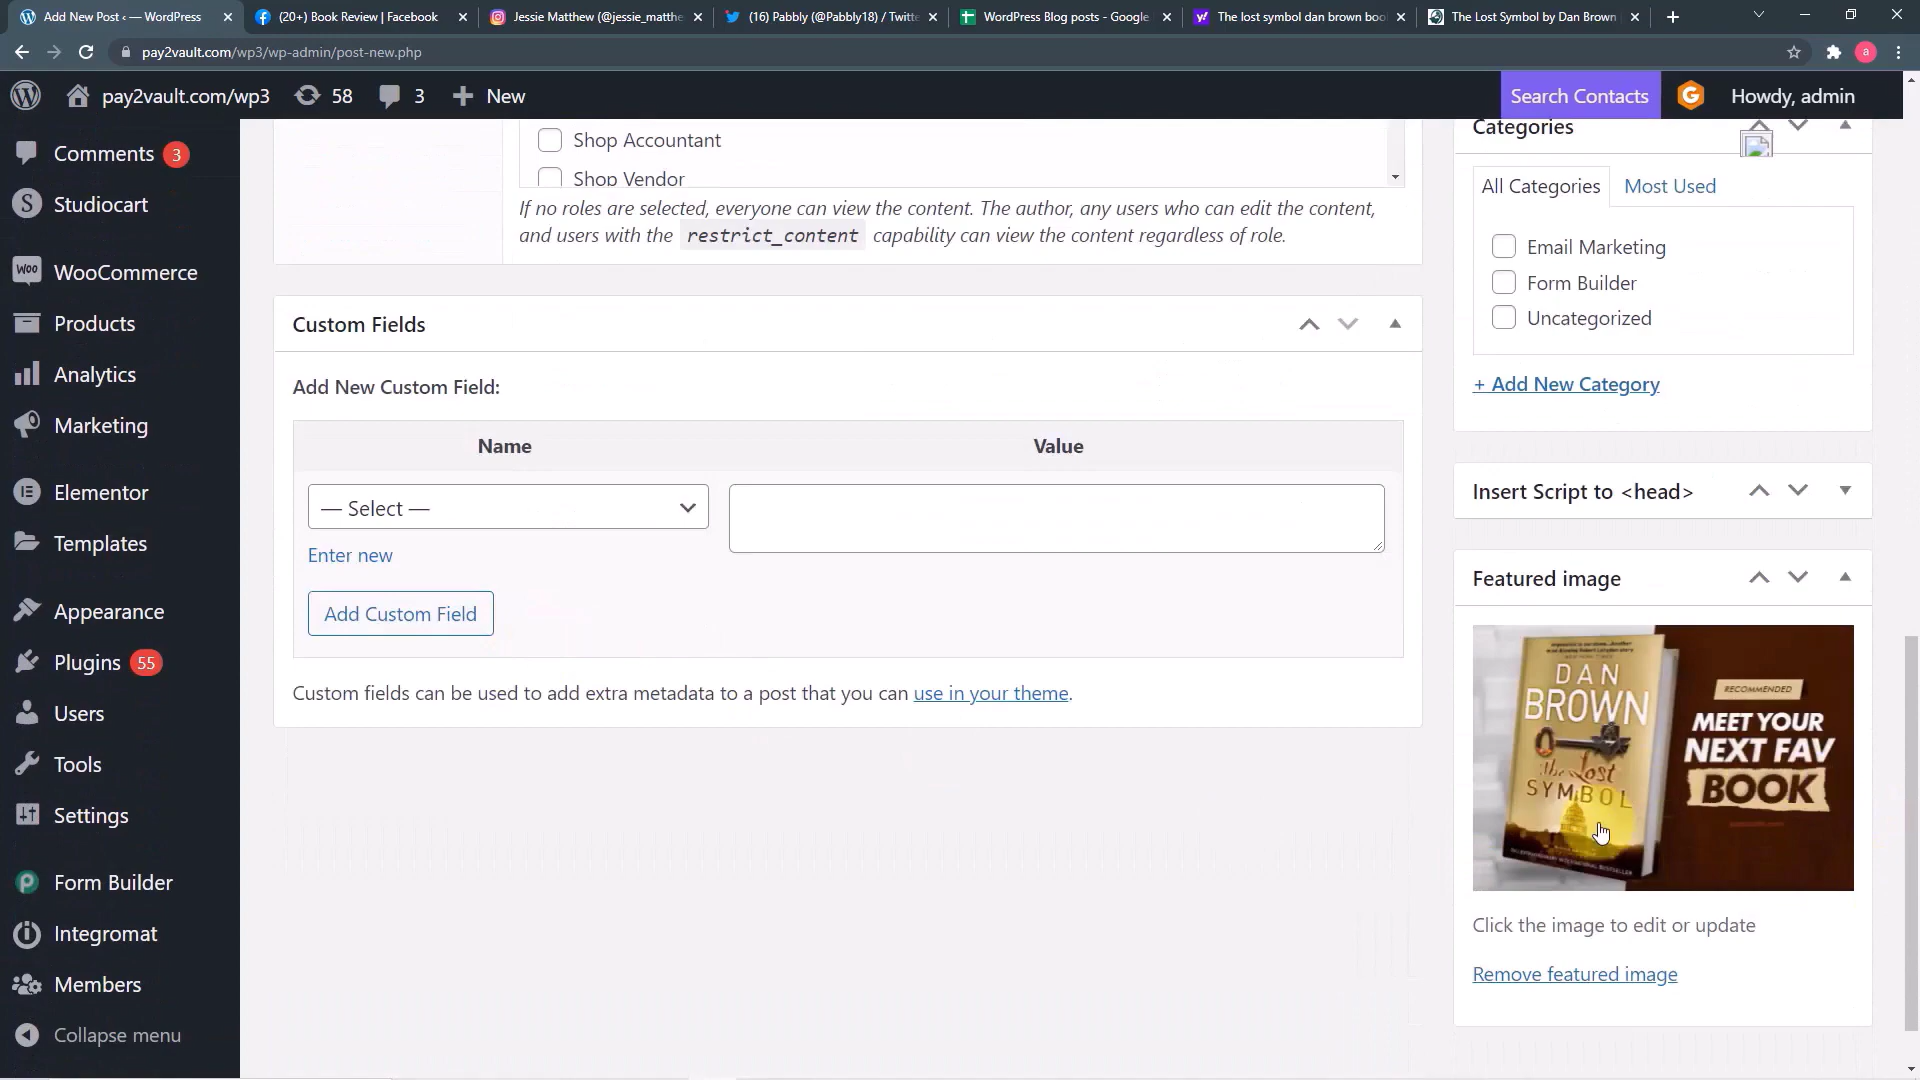 Add New Post ‹ — WordPress
(20+) Book Review | Facebook
Jessie Matthew (@jessie_matthe
(16) Pabbly (@Pabbly18) / Twitte
WordPress Blog posts - Google
The lost symbol dan brown boo
The Lost Symbol by Dan Brown
pay2vault.com/wp3/wp-admin/post-new.php
a
pay2vault.com/wp3
58
3
New
Search Contacts
Howdy, admin
Comments 3
Studiocart
WooCommerce
Products
Analytics
Marketing
Elementor
Templates
Appearance
Plugins 55
Users
Tools
Settings
Form Builder
Integromat
Members
Collapse menu
Shop Accountant
Shop Vendor
If no roles are selected, everyone can view the content. The author, any users who can edit the content,
and users with the restrict_content capability can view the content regardless of role.
Custom Fields
Add New Custom Field:
Name
Value
— Select —
Enter new
Add Custom Field
Custom fields can be used to add extra metadata to a post that you can use in your theme.
Categories
All Categories
Most Used
Email Marketing
Form Builder
Uncategorized
+ Add New Category
Insert Script to <head>
Featured image
DAN
BROWN
The Lost
SYMBOL
RECOMMENDED
MEET YOUR
NEXT FAV
BOOK
Click the image to edit or update
Remove featured image